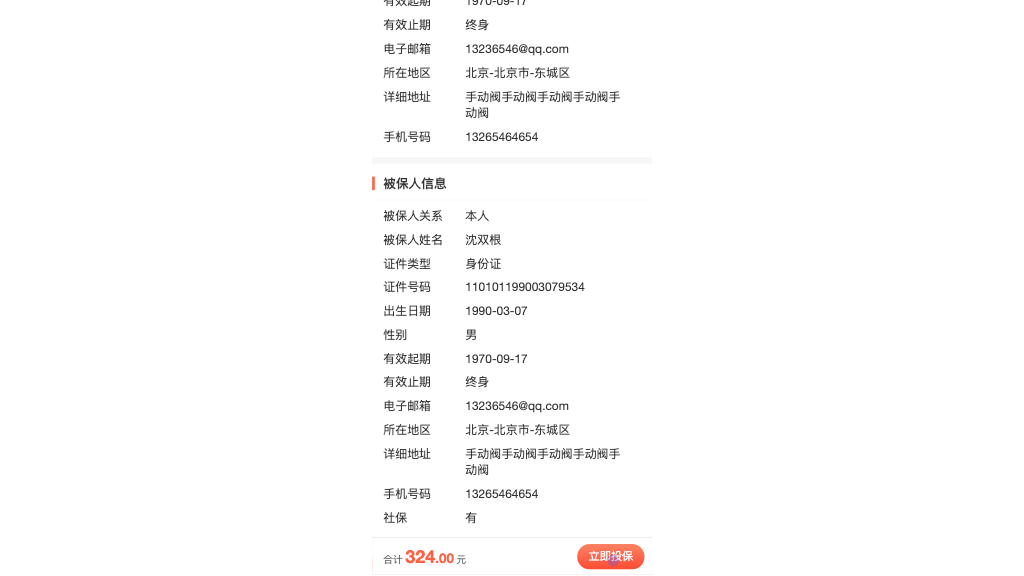 有效起期 1970-09-17
有效止期 终身
电子邮箱 13236546@qq.com
所在地区 北京-北京市-东城区
详细地址 手动阀手动阀手动阀手动阀手
动阀
手机号码 13265464654
被保人信息
被保人关系 本人
被保人姓名 沈双根
证件类型 身份证
证件号码 110101199003079534
出生日期 1990-03-07
性别 男
有效起期 1970-09-17
有效止期 终身
电子邮箱 13236546@qq.com
所在地区 北京-北京市-东城区
详细地址 手动阀手动阀手动阀手动阀手
动阀
手机号码 13265464654
社保 有
合计 324.00 元 立即投保